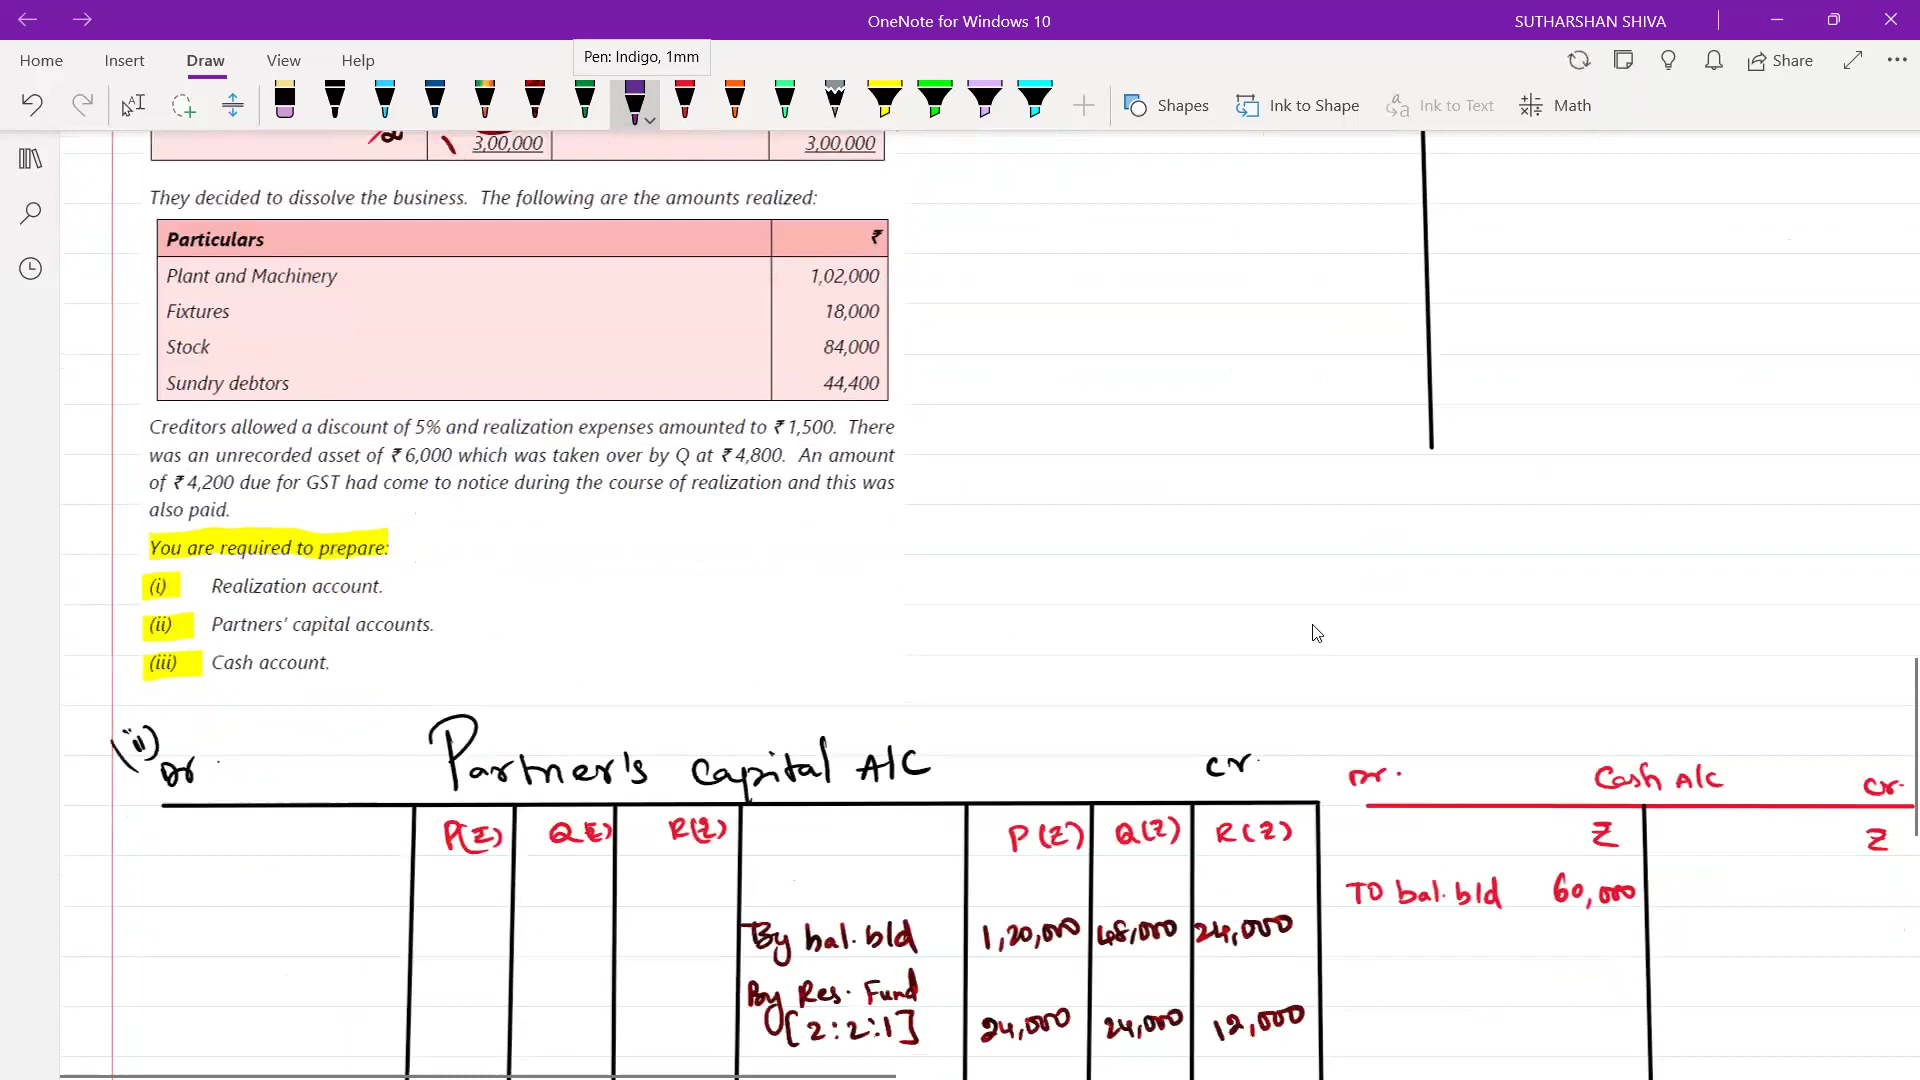 OneNote for Windows 10
SUTHARSHAN SHIVA
Home Insert Draw View Help
Pen: Indigo, 1mm
Share
Shapes Ink to Shape Ink to Text Math
3,00,000 3,00,000
They decided to dissolve the business. The following are the amounts realized:
Particulars ₹
Plant and Machinery 1,02,000
Fixtures 18,000
Stock 84,000
Sundry debtors 44,400
Creditors allowed a discount of 5% and realization expenses amounted to ₹ 1,500. There
was an unrecorded asset of ₹ 6,000 which was taken over by Q at ₹ 4,800. An amount
of ₹ 4,200 due for GST had come to notice during the course of realization and this was
also paid.
You are required to prepare:
(i) Realization account.
(ii) Partners' capital accounts.
(iii) Cash account.
(ii) Dr Partner's capital A/C cr.
P(₹) Q(₹) R(₹) P(₹) Q(₹) R(₹)
By bal. b/d 1,20,000 48,000 24,000
By Res. Fund
[2:2:1] 24,000 24,000 12,000
Dr. Cash A/C cr.
₹ ₹
TO bal. b/d 60,000